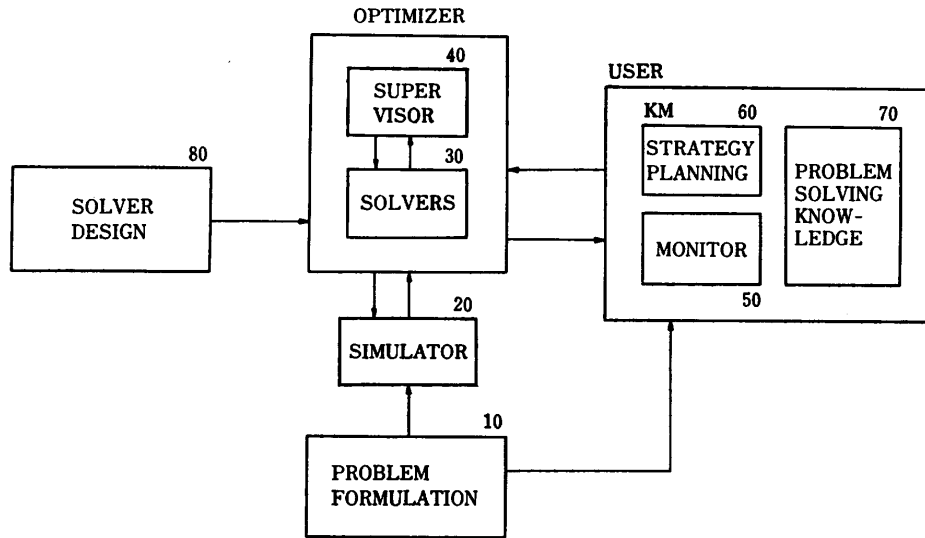 OPTIMIZER
40
SUPER
VISOR
30
SOLVERS
USER
KM 60
STRATEGY
PLANNING
70
PROBLEM
SOLVING
KNOW-
LEDGE
MONITOR
50
80
SOLVER
DESIGN
20
SIMULATOR
10
PROBLEM
FORMULATION